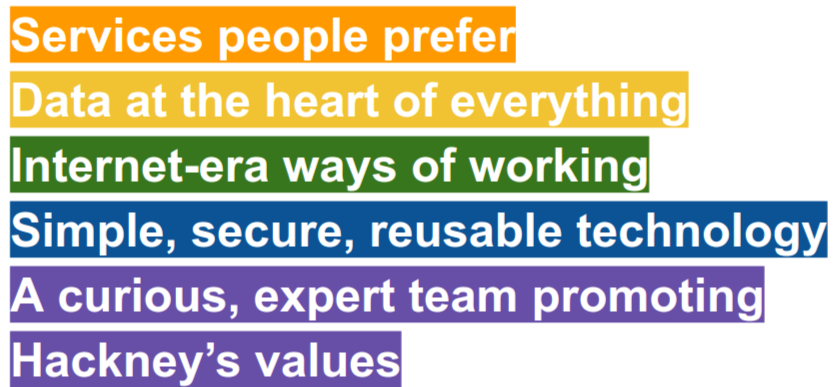 Services people prefer
Data at the heart of everything
Internet-era ways of working
Simple, secure, reusable technology
A curious, expert team promoting
Hackney’s values